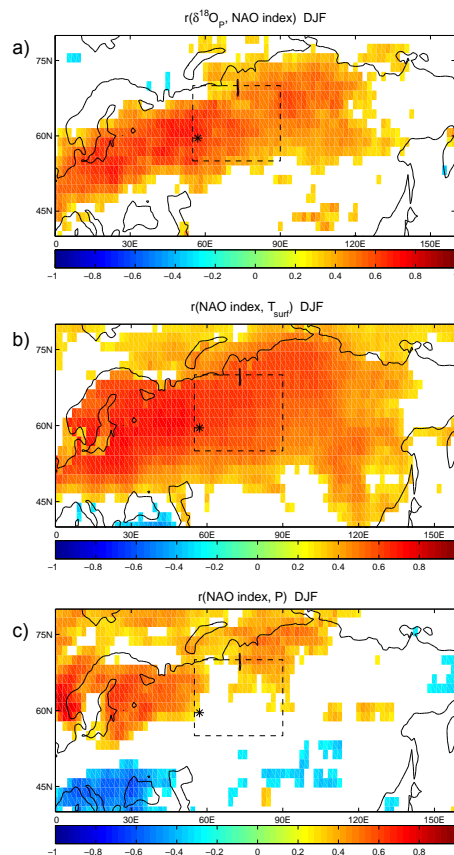 r(δ¹⁸O_P, NAO index) DJF
a)
75N
60N
45N
0 30E 60E 90E 120E 150E
−1 −0.8 −0.6 −0.4 −0.2 0 0.2 0.4 0.6 0.8 1
r(NAO index, T_surf) DJF
b)
75N
60N
45N
0 30E 60E 90E 120E 150E
−1 −0.8 −0.6 −0.4 −0.2 0 0.2 0.4 0.6 0.8 1
r(NAO index, P) DJF
c)
75N
60N
45N
0 30E 60E 90E 120E 150E
−1 −0.8 −0.6 −0.4 −0.2 0 0.2 0.4 0.6 0.8 1